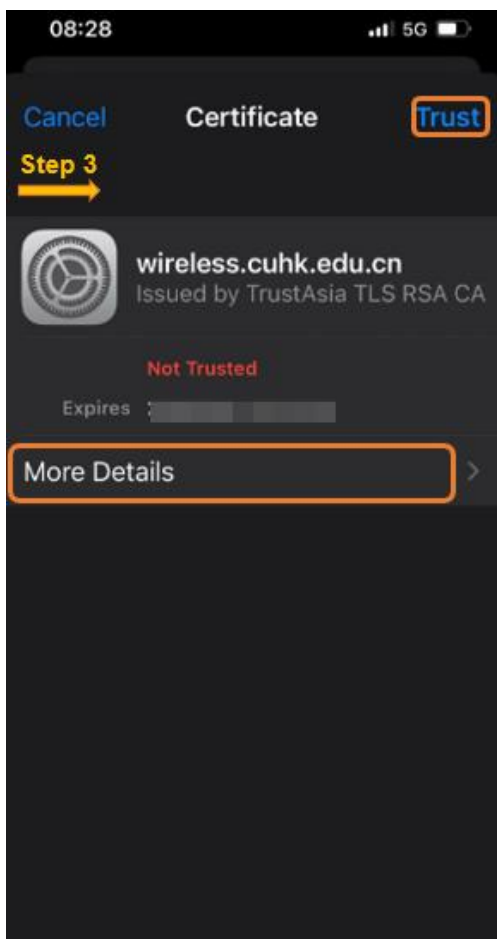 08:28 5G
Cancel Certificate Trust
Step 3
wireless.cuhk.edu.cn
Issued by TrustAsia TLS RSA CA
Not Trusted
Expires
More Details